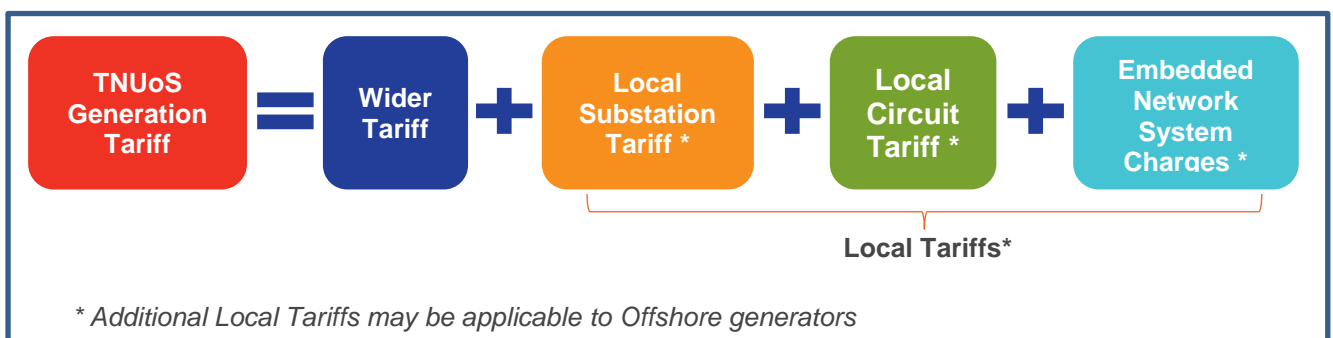 TNUoS
Generation
Tariff
Wider
Tariff
Local
Substation
Tariff *
Local
Circuit
Tariff *
Embedded
Network
System
Charges *
Local Tariffs*
* Additional Local Tariffs may be applicable to Offshore generators